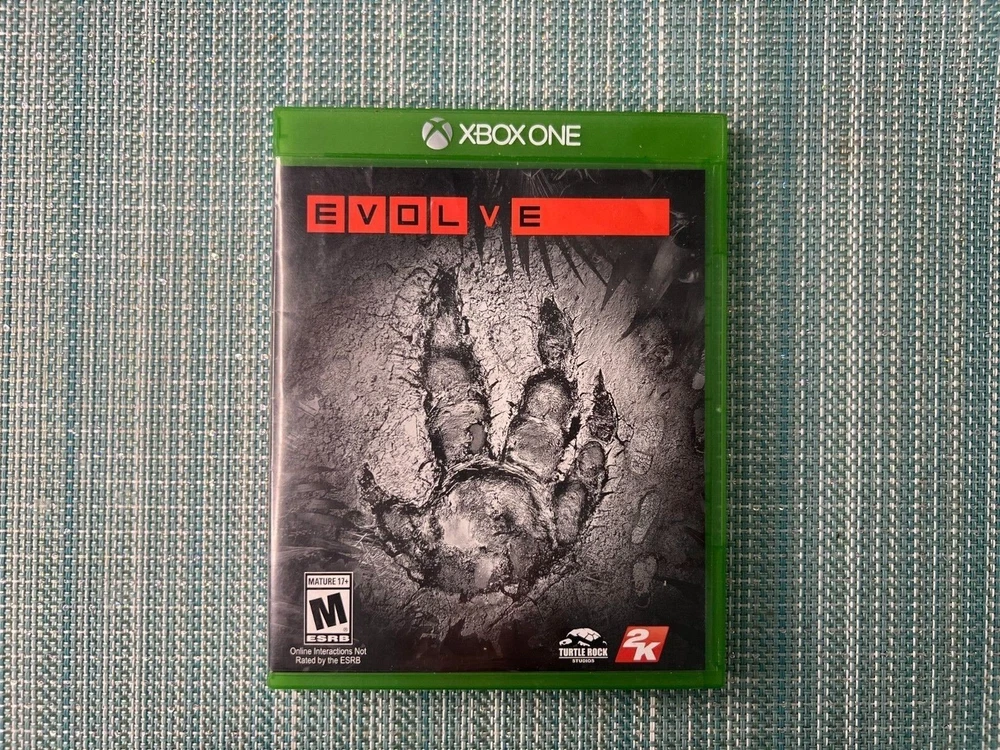 XBOX ONE
EVOLVE
MATURE 17+
M
ESRB
Online Interactions Not
Rated by the ESRB
TURTLE ROCK
STUDIOS
2K